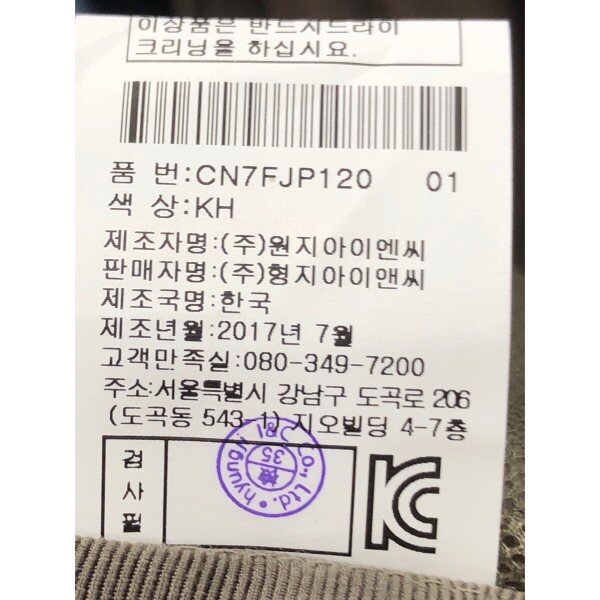 이상품은 반드시드라이
크리닝을 하십시요.
품 번:CN7FJP120 01
색 상:KH
제조자명:(주)원지아이엔씨
판매자명:(주)형지아이앤씨
제조국명:한국
제조년월:2017년 7월
고객만족실:080-349-7200
주소:서울특별시 강남구 도곡로 206
(도곡동 543-1) 지오빌딩 4-7층
검
사
필
35
檢
Co., Ltd.